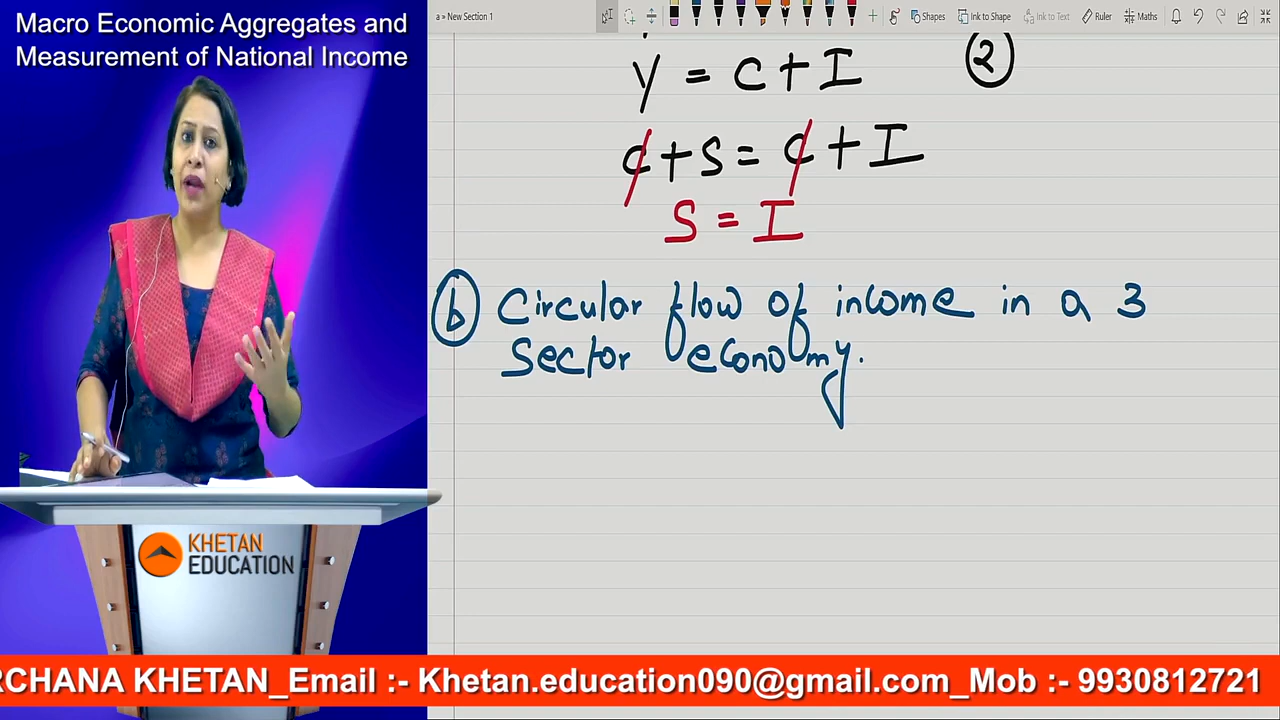 Macro Economic Aggregates and
Measurement of National Income
a » New Section 1
Shapes
Ink to Shape
Ink to Text
Ruler
Maths
y = C + I
2
C + S = C + I
S = I
b Circular flow of income in a 3
Sector economy.
KHETAN
EDUCATION
RCHANA KHETAN_Email :- Khetan.education090@gmail.com_Mob :- 9930812721